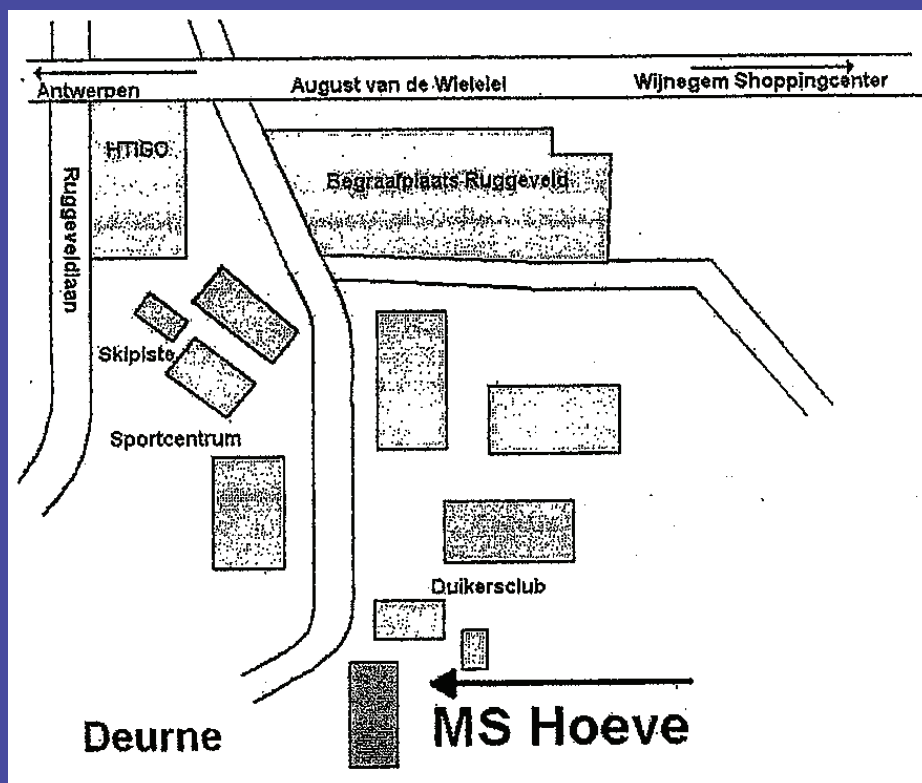 Antwerpen
August van de Wielelei
Wijnegem Shoppingcenter
HTIGO
Begraafplaats Ruggeveld
Ruggeveldlaan
Skipiste
Sportcentrum
Duikersclub
MS Hoeve
Deurne